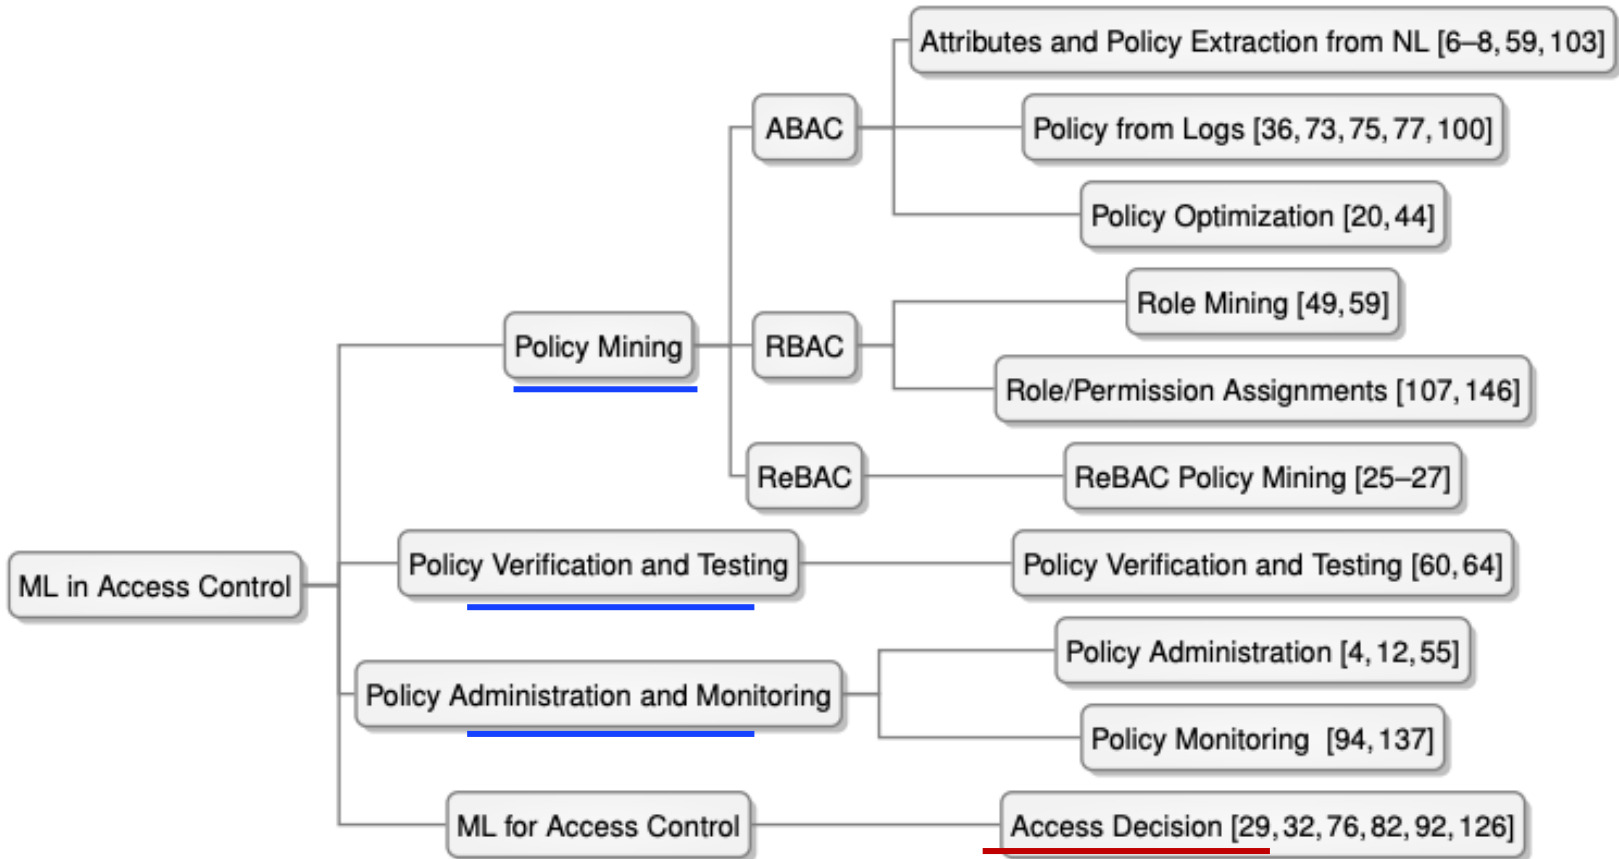 Attributes and Policy Extraction from NL [6–8, 59, 103]
ABAC
Policy from Logs [36, 73, 75, 77, 100]
Policy Optimization [20, 44]
Role Mining [49, 59]
Policy Mining
RBAC
Role/Permission Assignments [107, 146]
ReBAC
ReBAC Policy Mining [25–27]
Policy Verification and Testing
Policy Verification and Testing [60, 64]
ML in Access Control
Policy Administration [4, 12, 55]
Policy Administration and Monitoring
Policy Monitoring [94, 137]
ML for Access Control
Access Decision [29, 32, 76, 82, 92, 126]